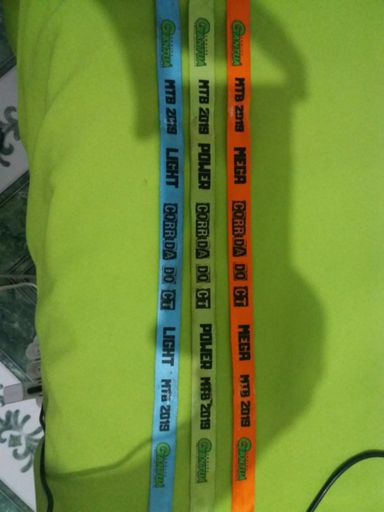 MTB 2019 LIGHT CORRIDA DO CT LIGHT MTB 2019
MTB 2019 POWER CORRIDA DO CT POWER MTB 2019
MTB 2019 MEGA CORRIDA DO CT MEGA MTB 2019